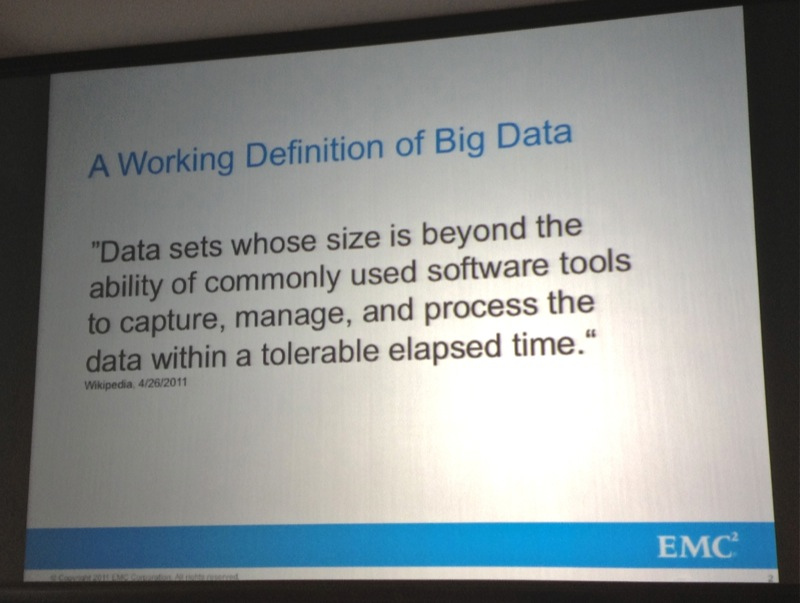 A Working Definition of Big Data
"Data sets whose size is beyond the
ability of commonly used software tools
to capture, manage, and process the
data within a tolerable elapsed time.“
Wikipedia, 4/26/2011
EMC²
© Copyright 2011 EMC Corporation. All rights reserved.
2